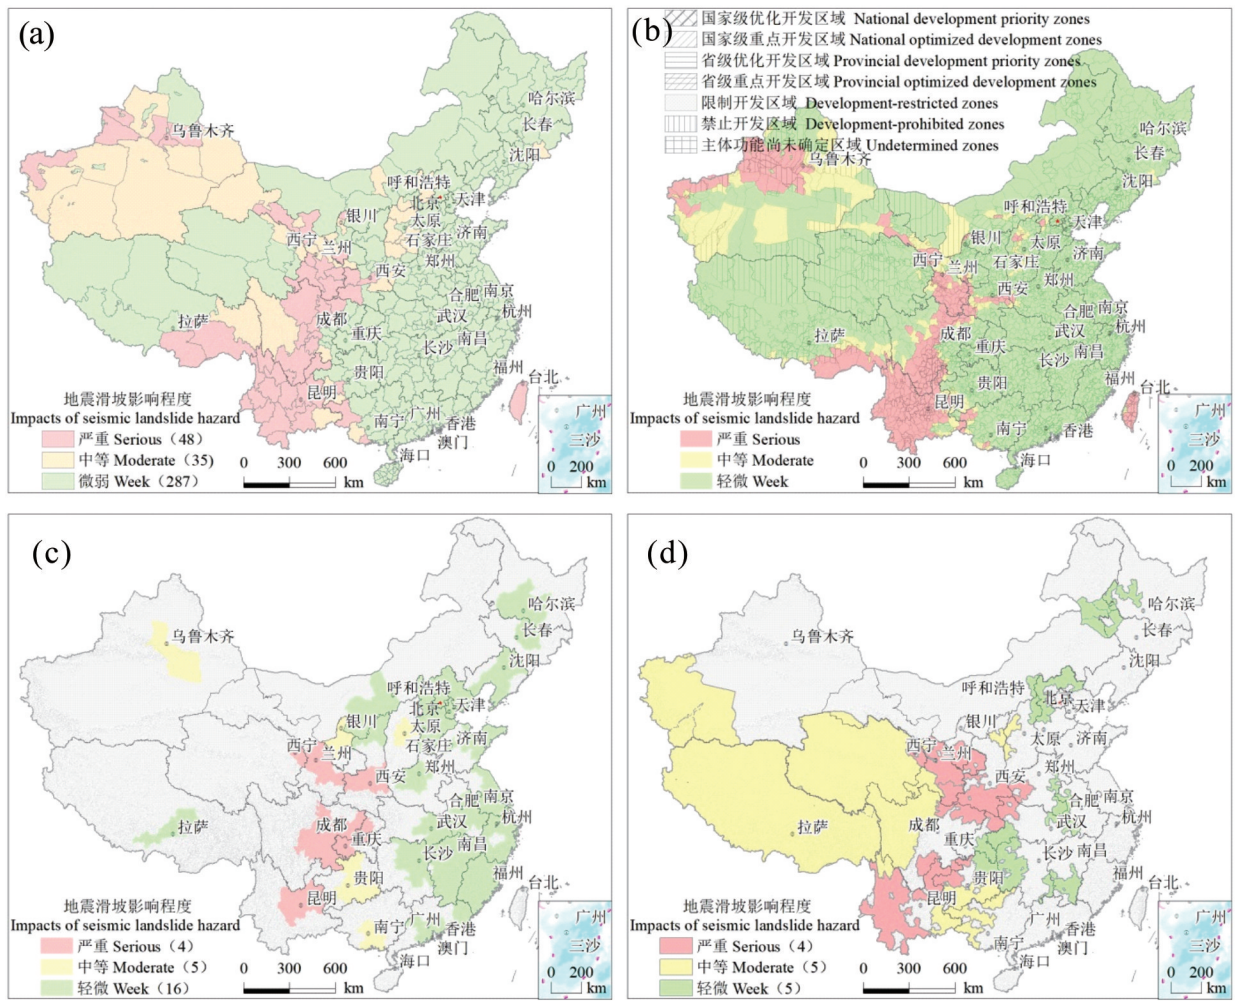 (a)
哈尔滨
长春
沈阳
乌鲁木齐
呼和浩特
北京
天津
银川
太原
石家庄
济南
西宁
兰州
西安
郑州
合肥
南京
武汉
杭州
拉萨
成都
重庆
长沙
南昌
贵阳
福州
台北
昆明
广州
南宁
香港
澳门
海口
地震滑坡影响程度
Impacts of seismic landslide hazard
严重 Serious（48）
中等 Moderate（35）
微弱 Week（287）
0 300 600
km
广州
三沙
0 200
km
(b)
国家级优化开发区域 National development priority zones
国家级重点开发区域 National optimized development zones
省级优化开发区域 Provincial development priority zones
省级重点开发区域 Provincial optimized development zones
限制开发区域 Development-restricted zones
禁止开发区域 Development-prohibited zones
主体功能尚未确定区域 Undetermined zones
哈尔滨
长春
沈阳
乌鲁木齐
呼和浩特
天津
银川
太原
石家庄
济南
西宁
兰州
西安
郑州
合肥
南京
武汉
杭州
拉萨
成都
重庆
长沙
南昌
贵阳
福州
台北
昆明
南宁
香港
海口
地震滑坡影响程度
Impacts of seismic landslide hazard
严重 Serious
中等 Moderate
轻微 Week
0 300 600
km
广州
三沙
0 200
km
(c)
哈尔滨
长春
沈阳
乌鲁木齐
呼和浩特
北京
天津
银川
太原
石家庄
济南
西宁
兰州
西安
郑州
合肥
南京
武汉
杭州
拉萨
成都
重庆
长沙
南昌
贵阳
福州
台北
昆明
广州
南宁
香港
澳门
海口
地震滑坡影响程度
Impacts of seismic landslide hazard
严重 Serious（4）
中等 Moderate（5）
轻微 Week（16）
0 300 600
km
广州
三沙
0 200
km
(d)
哈尔滨
长春
沈阳
乌鲁木齐
呼和浩特
北京
天津
银川
太原
济南
西宁
兰州
西安
郑州
合肥
南京
武汉
杭州
拉萨
成都
重庆
长沙
南昌
贵阳
福州
台北
昆明
广州
南宁
香港
澳门
海口
地震滑坡影响程度
Impacts of seismic landslide hazard
严重 Serious（4）
中等 Moderate（5）
轻微 Week（5）
0 300 600
km
广州
三沙
0 200
km